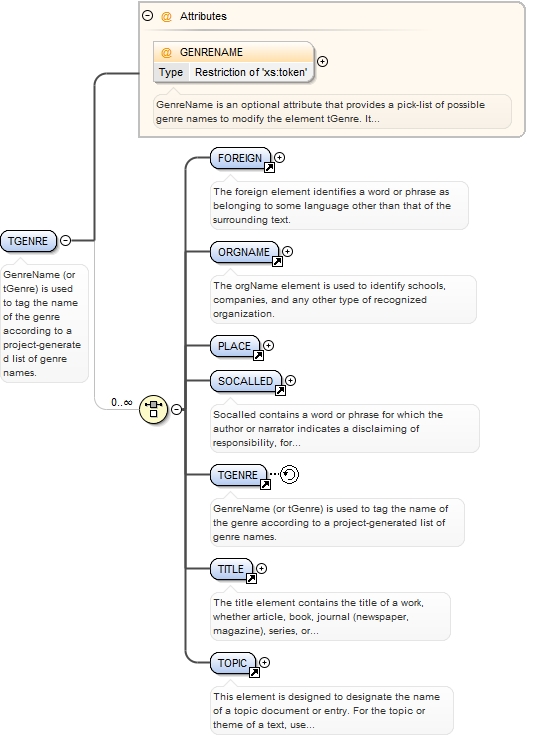 @ Attributes
@ GENRENAME
Type Restriction of 'xs:token'
GenreName is an optional attribute that provides a pick-list of possible
genre names to modify the element tGenre. It...
TGENRE
GenreName (or
tGenre) is used
to tag the name
of the genre
according to a
project-generate
d list of genre
names.
0..∞
FOREIGN
The foreign element identifies a word or phrase as
belonging to some language other than that of the
surrounding text.
ORGNAME
The orgName element is used to identify schools,
companies, and any other type of recognized
organization.
PLACE
SOCALLED
Socalled contains a word or phrase for which the
author or narrator indicates a disclaiming of
responsibility, for...
TGENRE
GenreName (or tGenre) is used to tag the name of
the genre according to a project-generated list of
genre names.
TITLE
The title element contains the title of a work,
whether article, book, journal (newspaper,
magazine), series, or...
TOPIC
This element is designed to designate the name
of a topic document or entry. For the topic or
theme of a text, use...